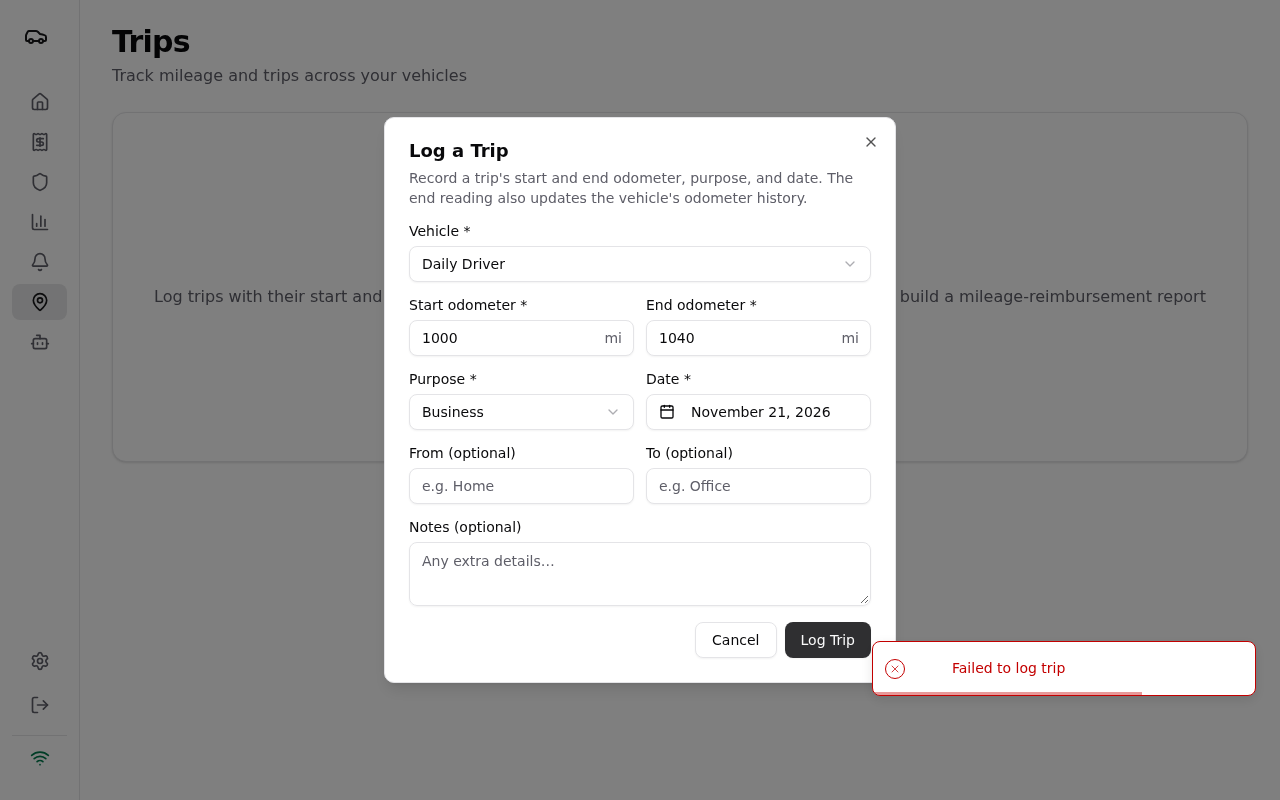 Trips
Track mileage and trips across your vehicles
Log trips with their start and
build a mileage-reimbursement report
Log a Trip
Record a trip's start and end odometer, purpose, and date. The
end reading also updates the vehicle's odometer history.
Vehicle *
Daily Driver
Start odometer *
End odometer *
1000 mi
1040 mi
Purpose *
Date *
Business
November 21, 2026
From (optional)
To (optional)
e.g. Home
e.g. Office
Notes (optional)
Any extra details...
Cancel
Log Trip
Failed to log trip